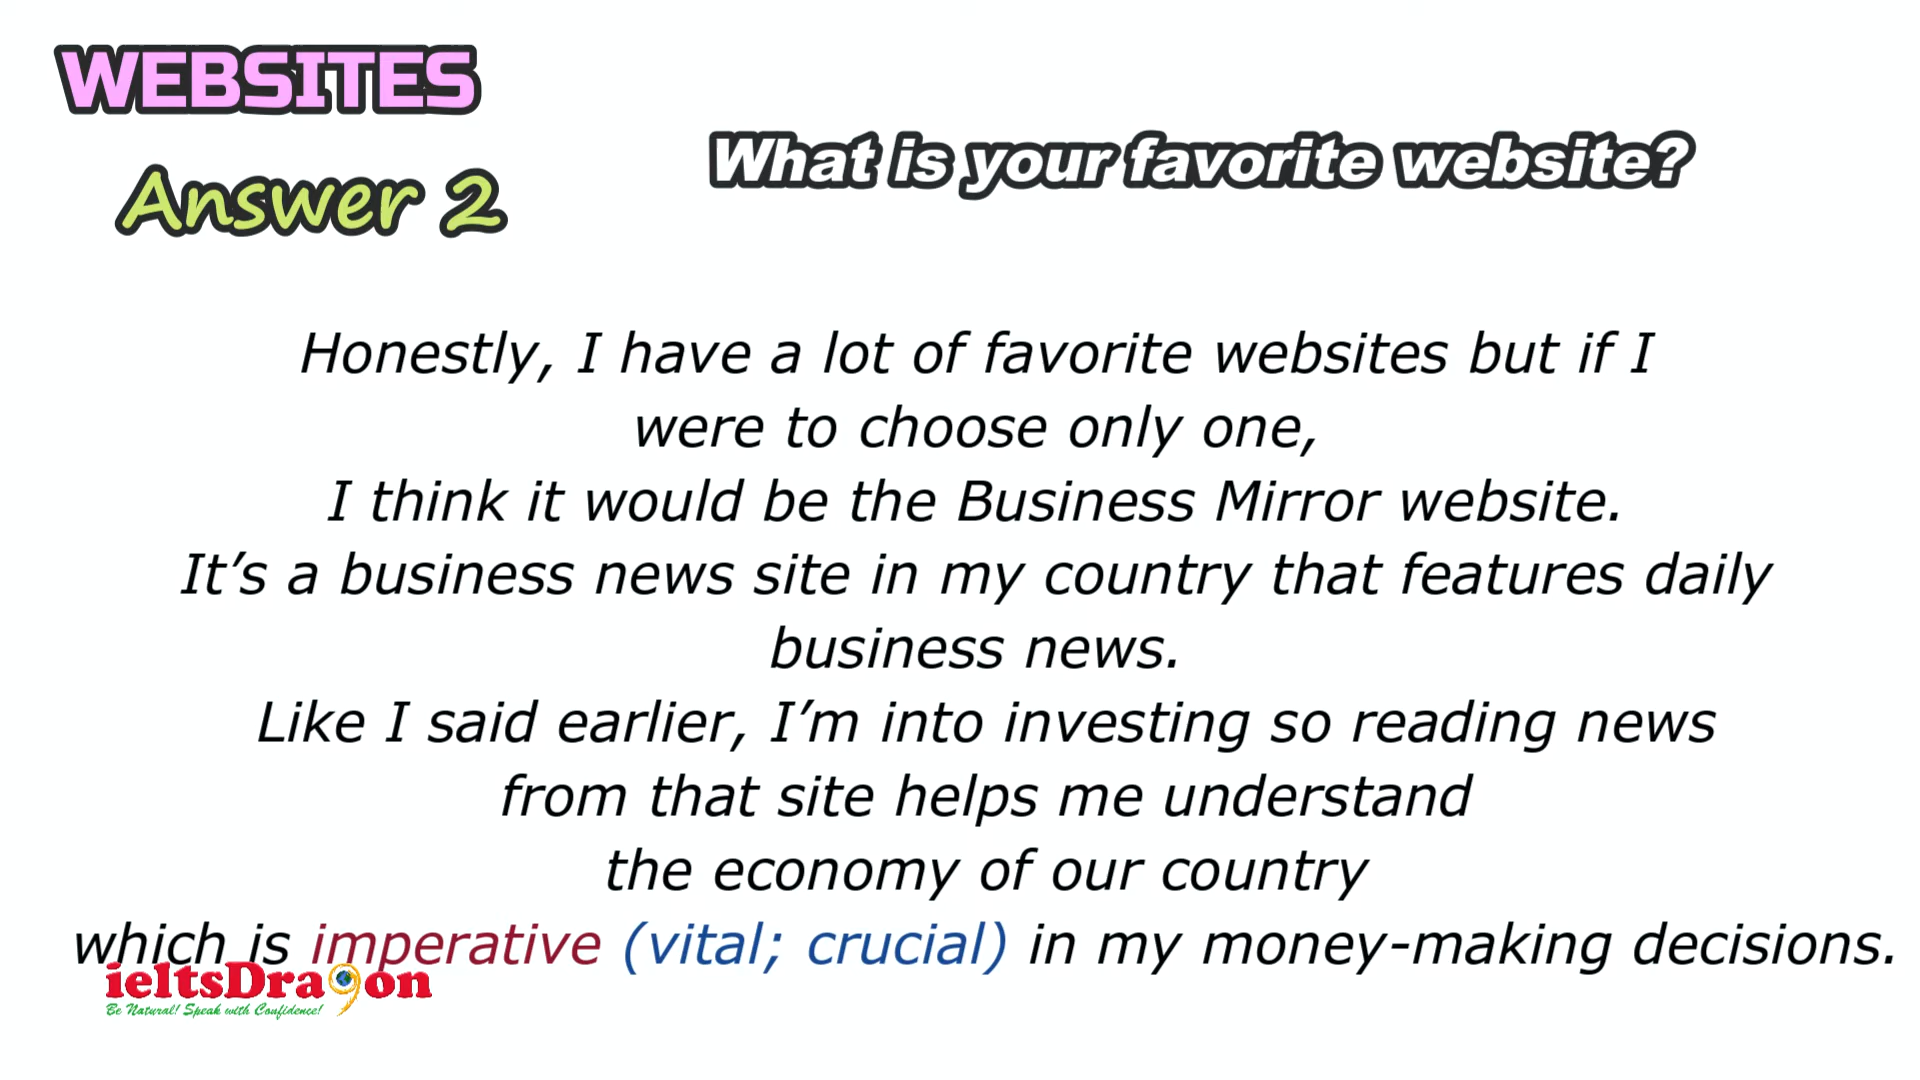 WEBSITES
Answer 2
What is your favorite website?
Honestly, I have a lot of favorite websites but if I
were to choose only one,
I think it would be the Business Mirror website.
It’s a business news site in my country that features daily
business news.
Like I said earlier, I’m into investing so reading news
from that site helps me understand
the economy of our country
which is imperative (vital; crucial) in my money-making decisions.
ieltsDra9on
Be Natural! Speak with Confidence!